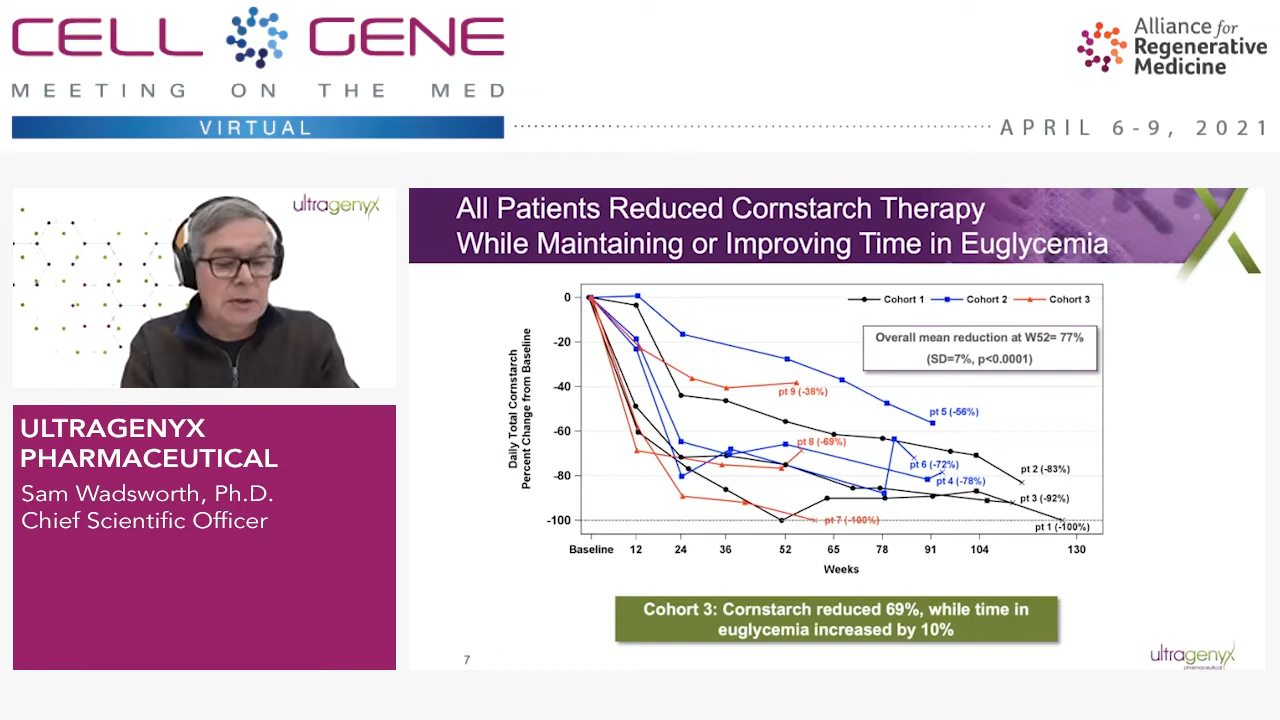 CELL GENE
MEETING ON THE MED
VIRTUAL
Alliance for
Regenerative
Medicine
APRIL 6-9, 2021
ultragenyx
ULTRAGENYX
PHARMACEUTICAL
Sam Wadsworth, Ph.D.
Chief Scientific Officer
All Patients Reduced Cornstarch Therapy
While Maintaining or Improving Time in Euglycemia
Daily Total Cornstarch
Percent Change from Baseline
0
-20
-40
-60
-80
-100
Cohort 1
Cohort 2
Cohort 3
Overall mean reduction at W52= 77%
(SD=7%, p<0.0001)
pt 9 (-38%)
pt 5 (-56%)
pt 8 (-69%)
pt 6 (-72%)
pt 2 (-83%)
pt 4 (-78%)
pt 3 (-92%)
pt 7 (-100%)
pt 1 (-100%)
Baseline 12 24 36 52 65 78 91 104 130
Weeks
Cohort 3: Cornstarch reduced 69%, while time in
euglycemia increased by 10%
7
ultragenyx
pharmaceutical